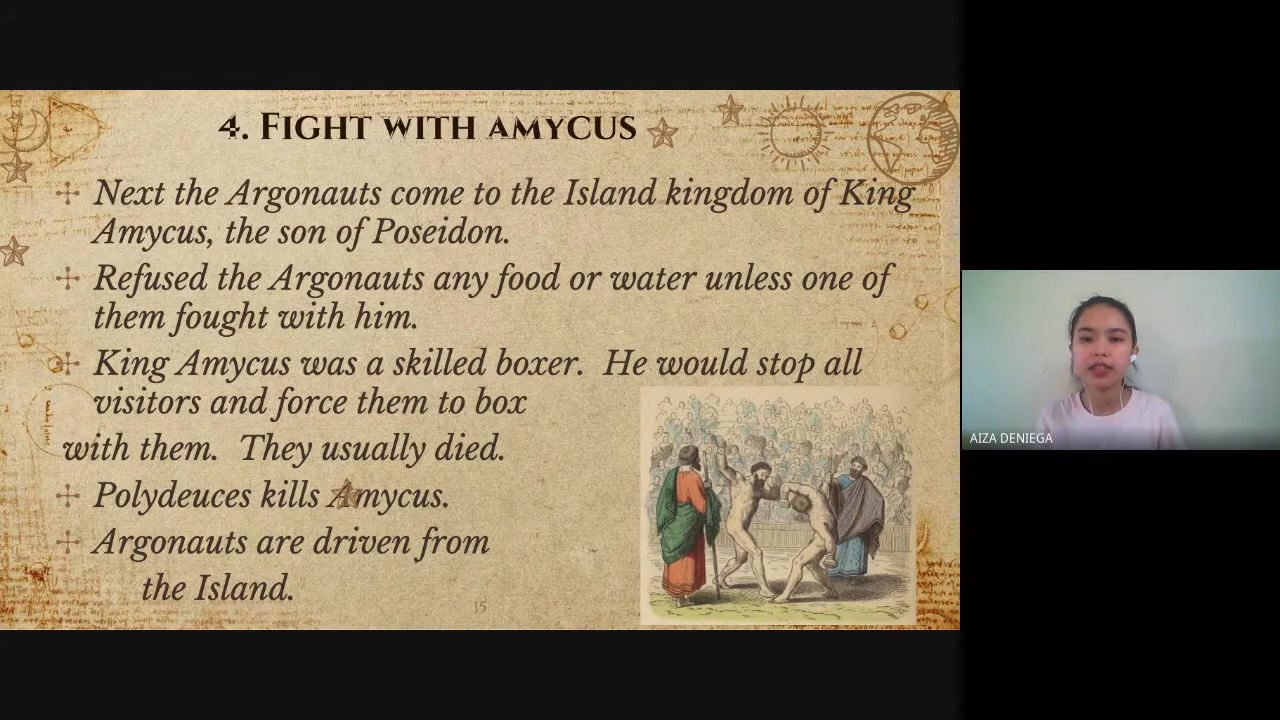 4. Fight with Amycus
Next the Argonauts come to the Island kingdom of King
Amycus, the son of Poseidon.
Refused the Argonauts any food or water unless one of
them fought with him.
King Amycus was a skilled boxer. He would stop all
visitors and force them to box
with them. They usually died.
Polydeuces kills Amycus.
Argonauts are driven from
the Island.
15
AIZA DENIEGA